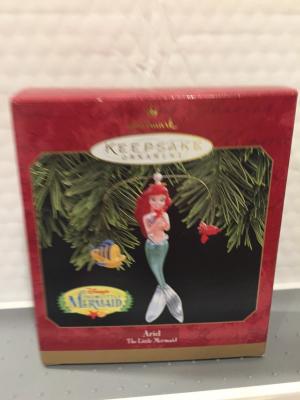 Hallmark
KEEPSAKE
ORNAMENT
Disney's
THE LITTLE
MERMAID
Ariel
The Little Mermaid